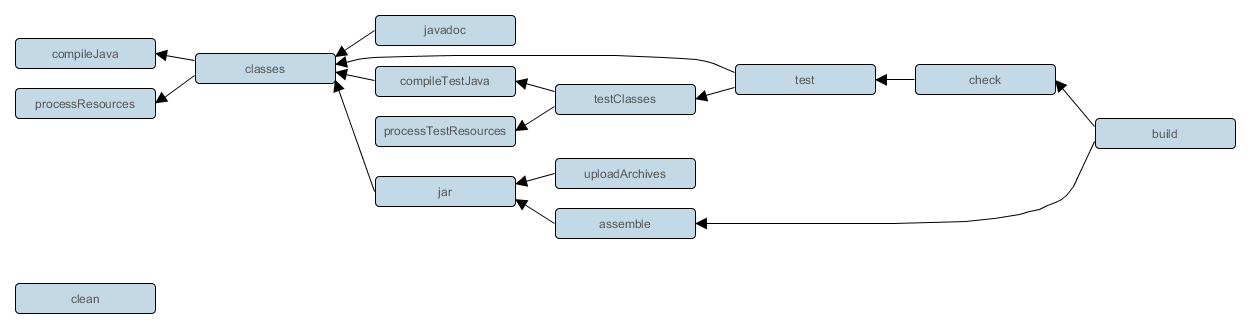 javadoc
compileJava
classes
compileTestJava
test
check
processResources
testClasses
processTestResources
build
uploadArchives
jar
assemble
clean